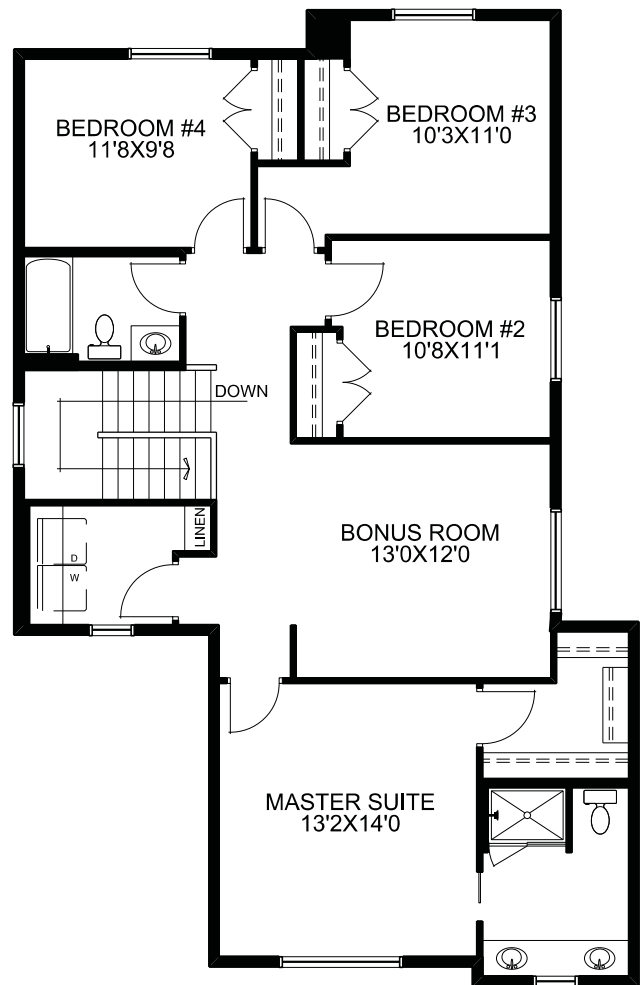 BEDROOM #4
11'8X9'8
BEDROOM #3
10'3X11'0
BEDROOM #2
10'8X11'1
DOWN
LINEN
D
W
BONUS ROOM
13'0X12'0
MASTER SUITE
13'2X14'0